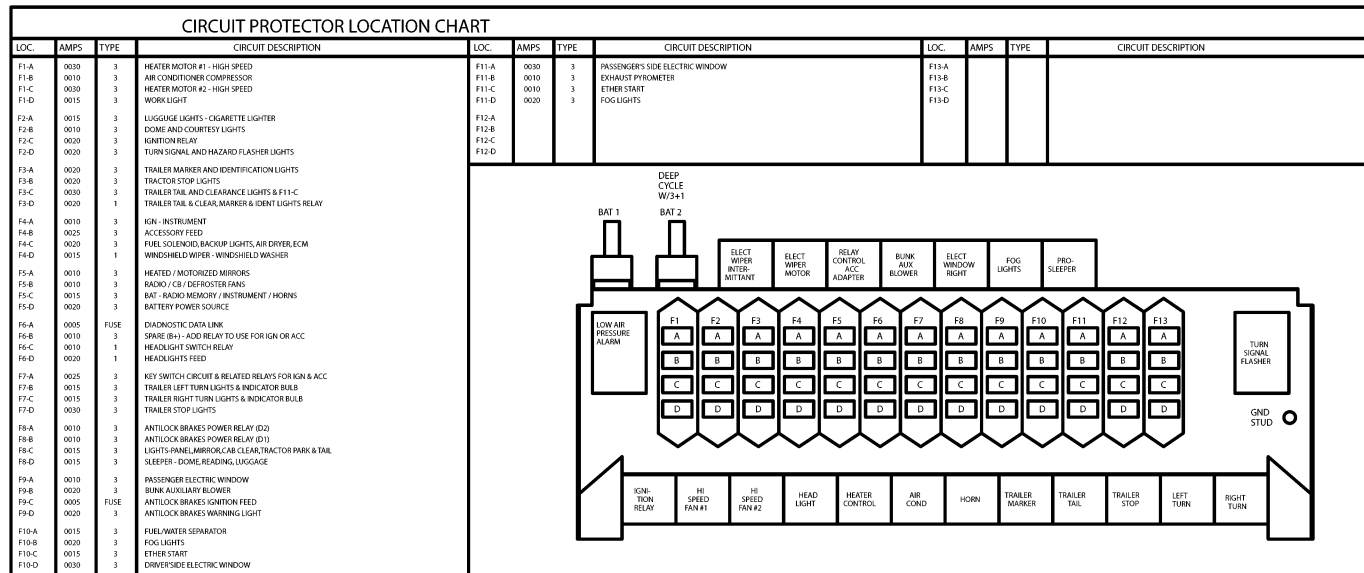 CIRCUIT PROTECTOR LOCATION CHART
LOC. AMPS TYPE CIRCUIT DESCRIPTION
F1-A 0030 3 HEATER MOTOR #1 - HIGH SPEED
F1-B 0010 3 AIR CONDITIONER COMPRESSOR
F1-C 0030 3 HEATER MOTOR #2 - HIGH SPEED
F1-D 0015 3 WORK LIGHT
F2-A 0015 3 LUGGUGE LIGHTS - CIGARETTE LIGHTER
F2-B 0010 3 DOME AND COURTESY LIGHTS
F2-C 0020 3 IGNITION RELAY
F2-D 0020 3 TURN SIGNAL AND HAZARD FLASHER LIGHTS
F3-A 0020 3 TRAILER MARKER AND IDENTIFICATION LIGHTS
F3-B 0020 3 TRACTOR STOP LIGHTS
F3-C 0030 3 TRAILER TAIL AND CLEARANCE LIGHTS & F11-C
F3-D 0020 1 TRAILER TAIL & CLEAR, MARKER & IDENT LIGHTS RELAY
F4-A 0010 3 IGN - INSTRUMENT
F4-B 0025 3 ACCESSORY FEED
F4-C 0020 3 FUEL SOLENOID, BACKUP LIGHTS, AIR DRYER, ECM
F4-D 0015 1 WINDSHIELD WIPER - WINDSHIELD WASHER
F5-A 0010 3 HEATED / MOTORIZED MIRRORS
F5-B 0010 3 RADIO / CB / DEFROSTER FANS
F5-C 0015 3 BAT - RADIO MEMORY / INSTRUMENT / HORNS
F5-D 0020 3 BATTERY POWER SOURCE
F6-A 0005 FUSE DIADNOSTIC DATA LINK
F6-B 0010 3 SPARE (B+) - ADD RELAY TO USE FOR IGN OR ACC
F6-C 0010 1 HEADLIGHT SWITCH RELAY
F6-D 0020 1 HEADLIGHTS FEED
F7-A 0025 3 KEY SWITCH CIRCUIT & RELATED RELAYS FOR IGN & ACC
F7-B 0015 3 TRAILER LEFT TURN LIGHTS & INDICATOR BULB
F7-C 0015 3 TRAILER RIGHT TURN LIGHTS & INDICATOR BULB
F7-D 0030 3 TRAILER STOP LIGHTS
F8-A 0010 3 ANTILOCK BRAKES POWER RELAY (D2)
F8-B 0010 3 ANTILOCK BRAKES POWER RELAY (D1)
F8-C 0015 3 LIGHTS-PANEL,MIRROR,CAB CLEAR,TRACTOR PARK & TAIL
F8-D 0015 3 SLEEPER - DOME, READING, LUGGAGE
F9-A 0010 3 PASSENGER ELECTRIC WINDOW
F9-B 0020 3 BUNK AUXILIARY BLOWER
F9-C 0005 FUSE ANTILOCK BRAKES IGNITION FEED
F9-D 0020 3 ANTILOCK BRAKES WARNING LIGHT
F10-A 0015 3 FUEL/WATER SEPARATOR
F10-B 0020 3 FOG LIGHTS
F10-C 0015 3 ETHER START
F10-D 0030 3 DRIVER'SIDE ELECTRIC WINDOW
LOC. AMPS TYPE CIRCUIT DESCRIPTION
F11-A 0030 3 PASSENGER'S SIDE ELECTRIC WINDOW
F11-B 0010 3 EXHAUST PYROMETER
F11-C 0010 3 ETHER START
F11-D 0020 3 FOG LIGHTS
F12-A
F12-B
F12-C
F12-D
LOC. AMPS TYPE CIRCUIT DESCRIPTION
F13-A
F13-B
F13-C
F13-D
DEEP
CYCLE
W/3+1
BAT 1
BAT 2
ELECT
WIPER
INTER-
MITTANT
ELECT
WIPER
MOTOR
RELAY
CONTROL
ACC
ADAPTER
BUNK
AUX
BLOWER
ELECT
WINDOW
RIGHT
FOG
LIGHTS
PRO-
SLEEPER
LOW AIR
PRESSURE
ALARM
F1 F2 F3 F4 F5 F6 F7 F8 F9 F10 F11 F12 F13
A A A A A A A A A A A A A
B B B B B B B B B B B B B
C C C C C C C C C C C C C
D D D D D D D D D D D D D
TURN
SIGNAL
FLASHER
GND
STUD
IGNI-
TION
RELAY
HI
SPEED
FAN #1
HI
SPEED
FAN #2
HEAD
LIGHT
HEATER
CONTROL
AIR
COND
HORN
TRAILER
MARKER
TRAILER
TAIL
TRAILER
STOP
LEFT
TURN
RIGHT
TURN